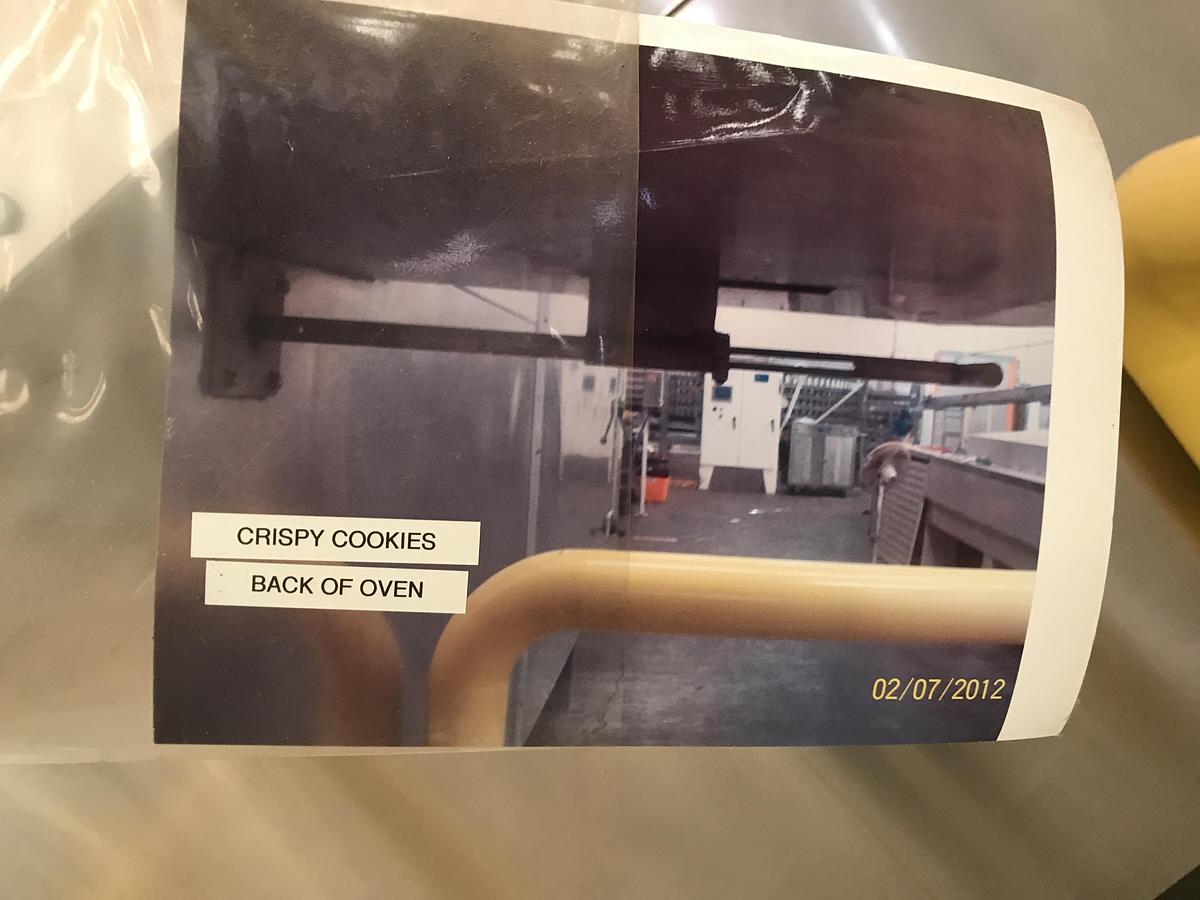 CRISPY COOKIES
BACK OF OVEN
02/07/2012